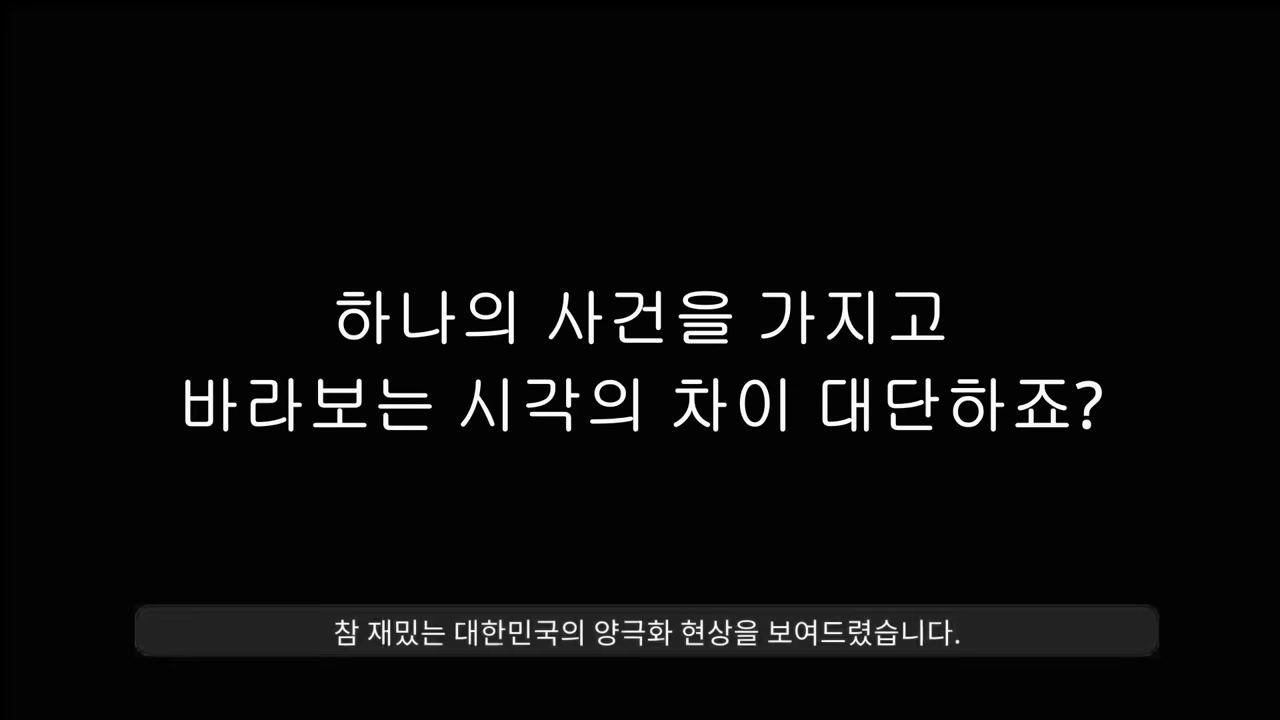 하나의 사건을 가지고
바라보는 시각의 차이 대단하죠?
참 재밌는 대한민국의 양극화 현상을 보여드렸습니다.